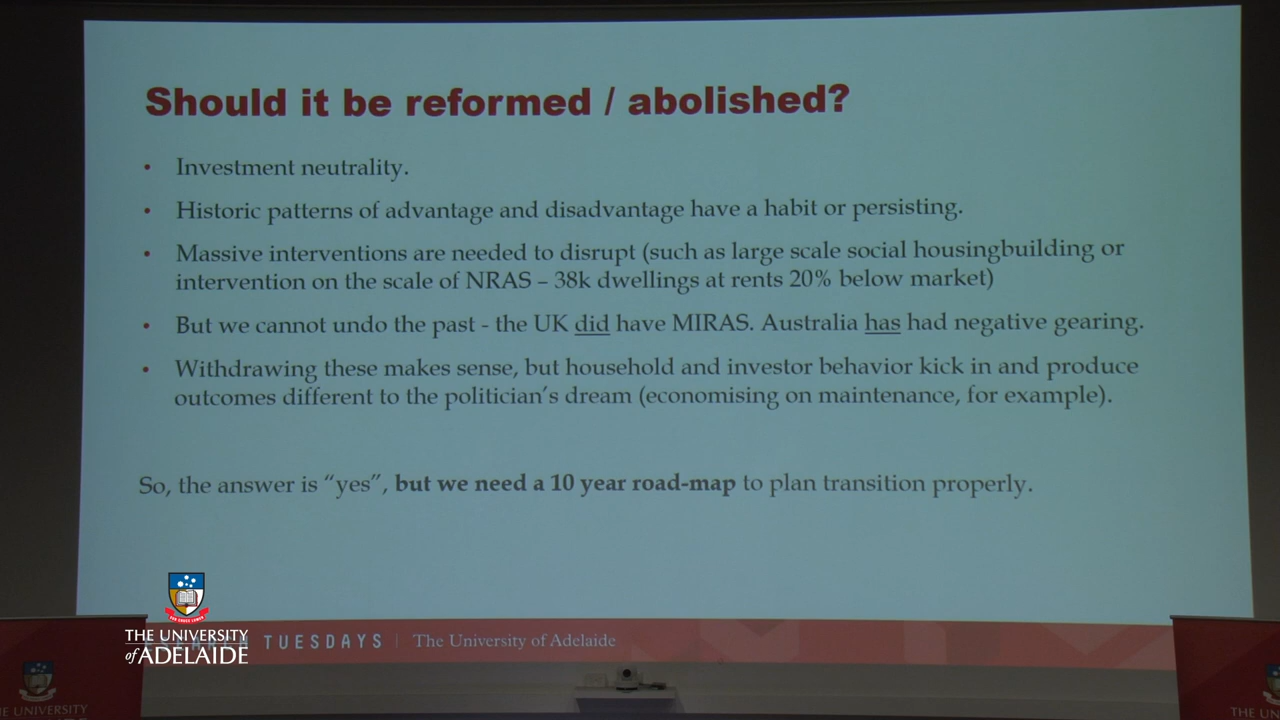 Should it be reformed / abolished?
• Investment neutrality.
• Historic patterns of advantage and disadvantage have a habit or persisting.
• Massive interventions are needed to disrupt (such as large scale social housingbuilding or
intervention on the scale of NRAS – 38k dwellings at rents 20% below market)
• But we cannot undo the past - the UK did have MIRAS. Australia has had negative gearing.
• Withdrawing these makes sense, but household and investor behavior kick in and produce
outcomes different to the politician's dream (economising on maintenance, for example).
So, the answer is “yes”, but we need a 10 year road-map to plan transition properly.
THE UNIVERSITY
of ADELAIDE
TUESDAYS | The University of Adelaide
UNIVERSITY
THE UN